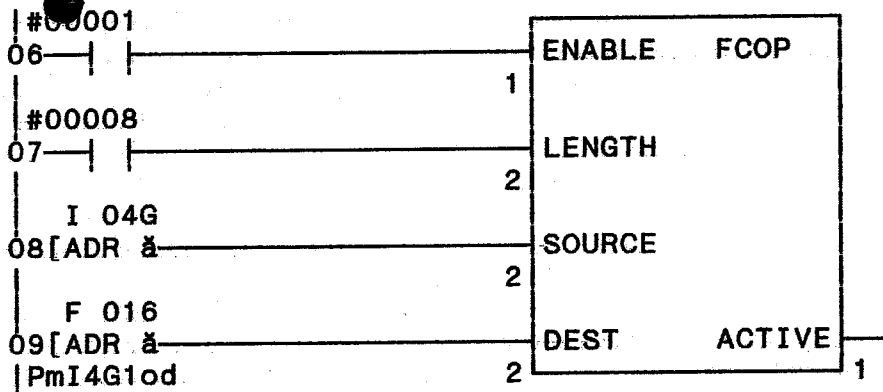 #00001
06 ENABLE FCOP
1
#00008
07 LENGTH
2
I 04G
08[ADR ă SOURCE
2
F 016
09[ADR ă DEST ACTIVE
PmI4G1od 2 1